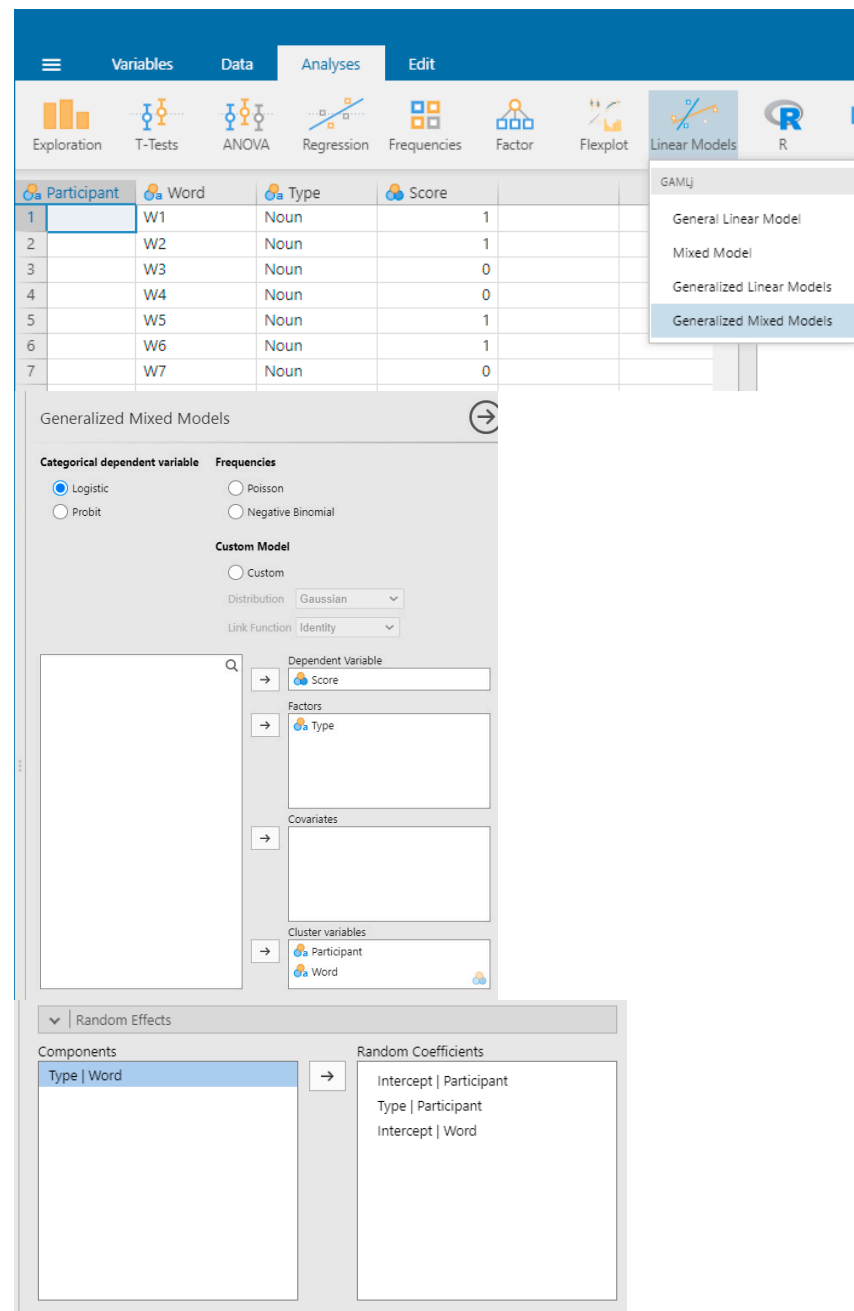 Variables Data Analyses Edit
Exploration T-Tests ANOVA Regression Frequencies Factor Flexplot Linear Models R
GAMLj
General Linear Model
Mixed Model
Generalized Linear Models
Generalized Mixed Models
Participant Word Type Score
1 W1 Noun 1
2 W2 Noun 1
3 W3 Noun 0
4 W4 Noun 0
5 W5 Noun 1
6 W6 Noun 1
7 W7 Noun 0
Generalized Mixed Models
Categorical dependent variable Frequencies
Logistic Poisson
Probit Negative Binomial
Custom Model
Custom
Distribution Gaussian
Link Function Identity
Dependent Variable
Score
Factors
Type
Covariates
Cluster variables
Participant
Word
Random Effects
Components Random Coefficients
Type | Word
Intercept | Participant
Type | Participant
Intercept | Word